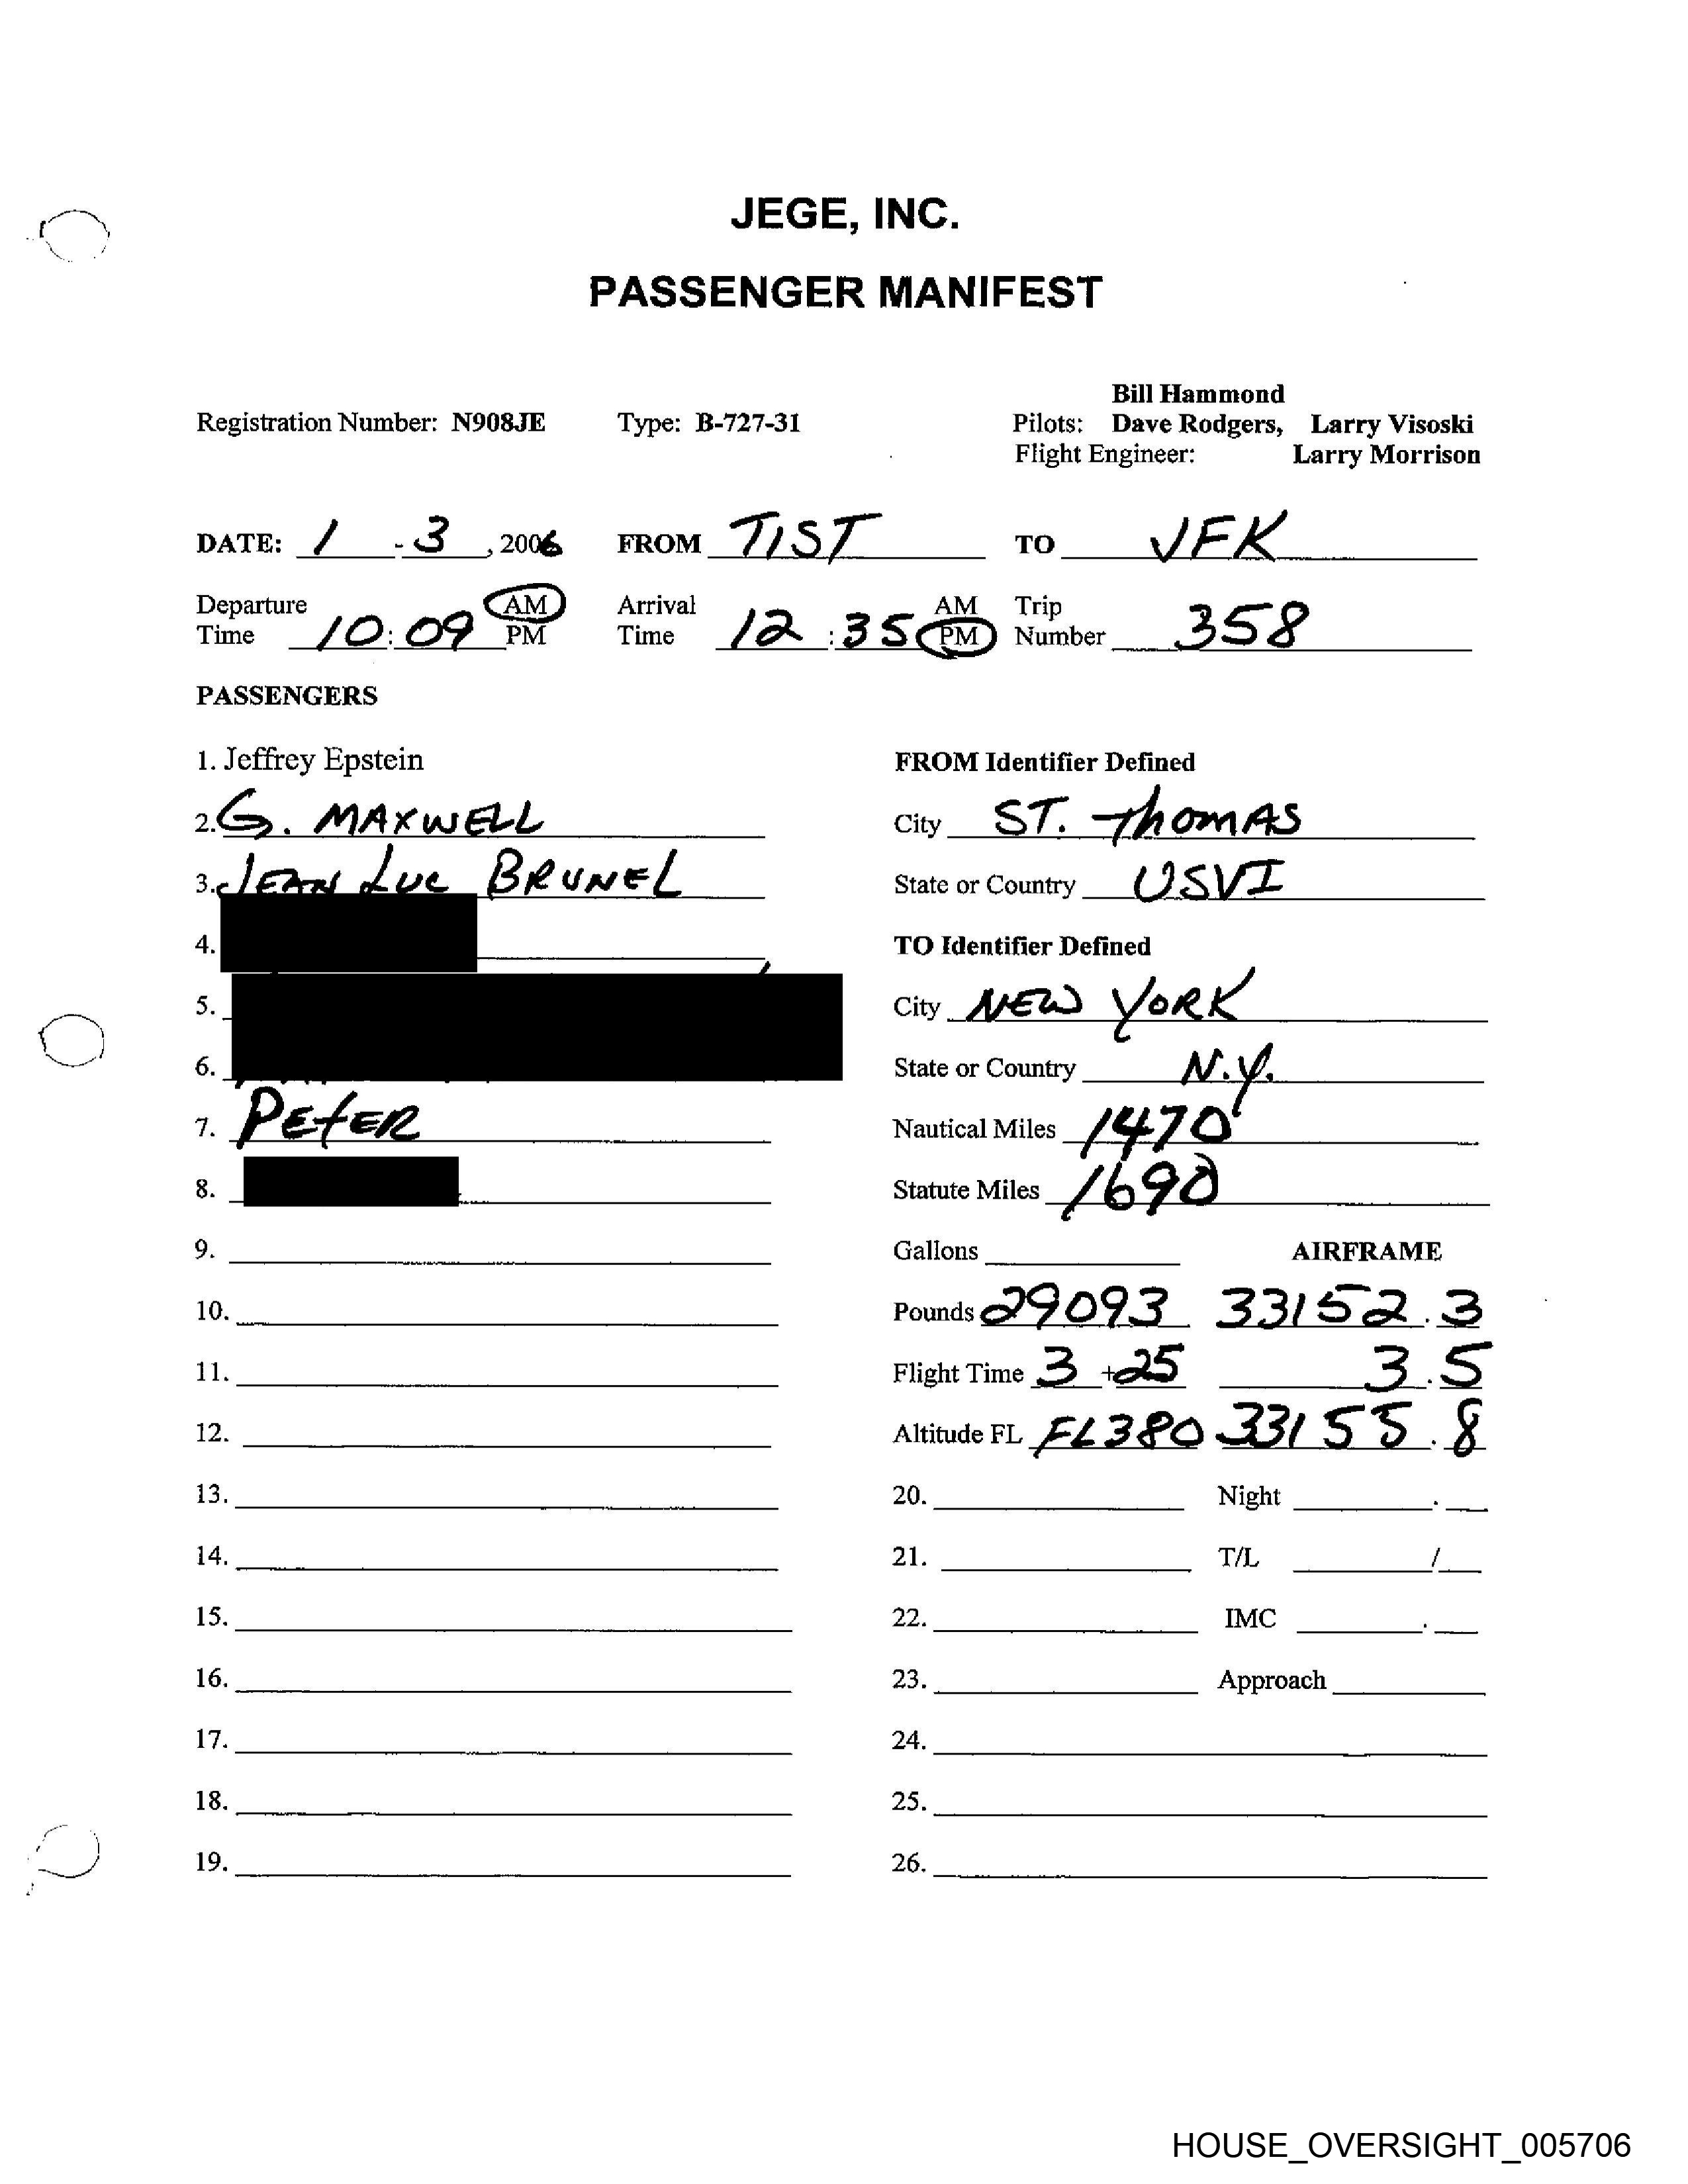 JEGE, INC.
PASSENGER MANIFEST
Bill Hammond
Registration Number: N908JE Type: B-727-31 Pilots: Dave Rodgers, Larry Visoski
Flight Engineer: Larry Morrison
DATE: 1 - 3, 2006 FROM TIST TO JFK
Departure Time 10:09 AM PM Arrival Time 12:35 AM PM Trip Number 358
PASSENGERS
1. Jeffrey Epstein FROM Identifier Defined
2. G. MAXWELL City ST. Thomas
3. JEAN LUC BRUNEL State or Country USVI
4. TO Identifier Defined
5. City NEW YORK
6. State or Country N.Y.
7. PETER Nautical Miles 1470
8. Statute Miles 1690
9. Gallons AIRFRAME
10. Pounds 29093 33152.3
11. Flight Time 3 +25 3.5
12. Altitude FL FL380 33155.8
13. 20. Night .
14. 21. T/L /
15. 22. IMC .
16. 23. Approach
17. 24.
18. 25.
19. 26.
HOUSE_OVERSIGHT_005706